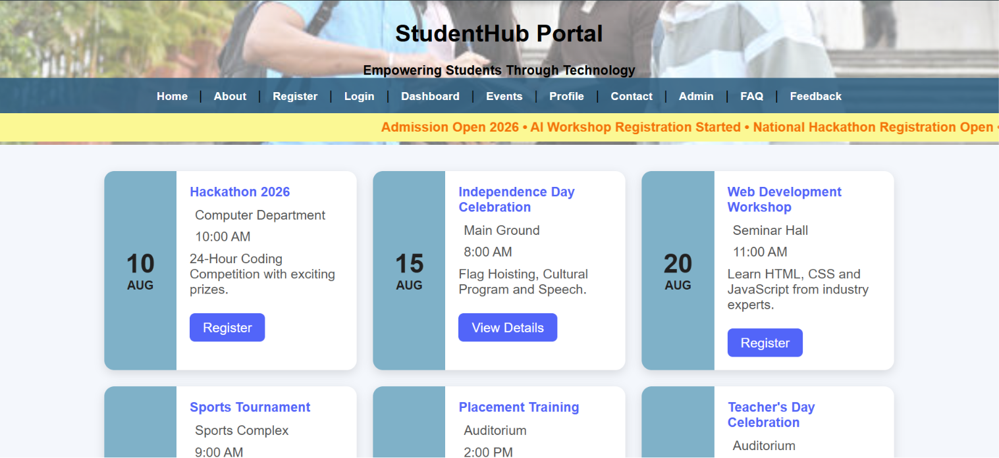 StudentHub Portal
Empowering Students Through Technology
Home | About | Register | Login | Dashboard | Events | Profile | Contact | Admin | FAQ | Feedback
Admission Open 2026 • AI Workshop Registration Started • National Hackathon Registration Open •
10
AUG
Hackathon 2026
Computer Department
10:00 AM
24-Hour Coding
Competition with exciting
prizes.
Register
15
AUG
Independence Day
Celebration
Main Ground
8:00 AM
Flag Hoisting, Cultural
Program and Speech.
View Details
20
AUG
Web Development
Workshop
Seminar Hall
11:00 AM
Learn HTML, CSS and
JavaScript from industry
experts.
Register
Sports Tournament
Sports Complex
9:00 AM
Placement Training
Auditorium
2:00 PM
Teacher's Day
Celebration
Auditorium